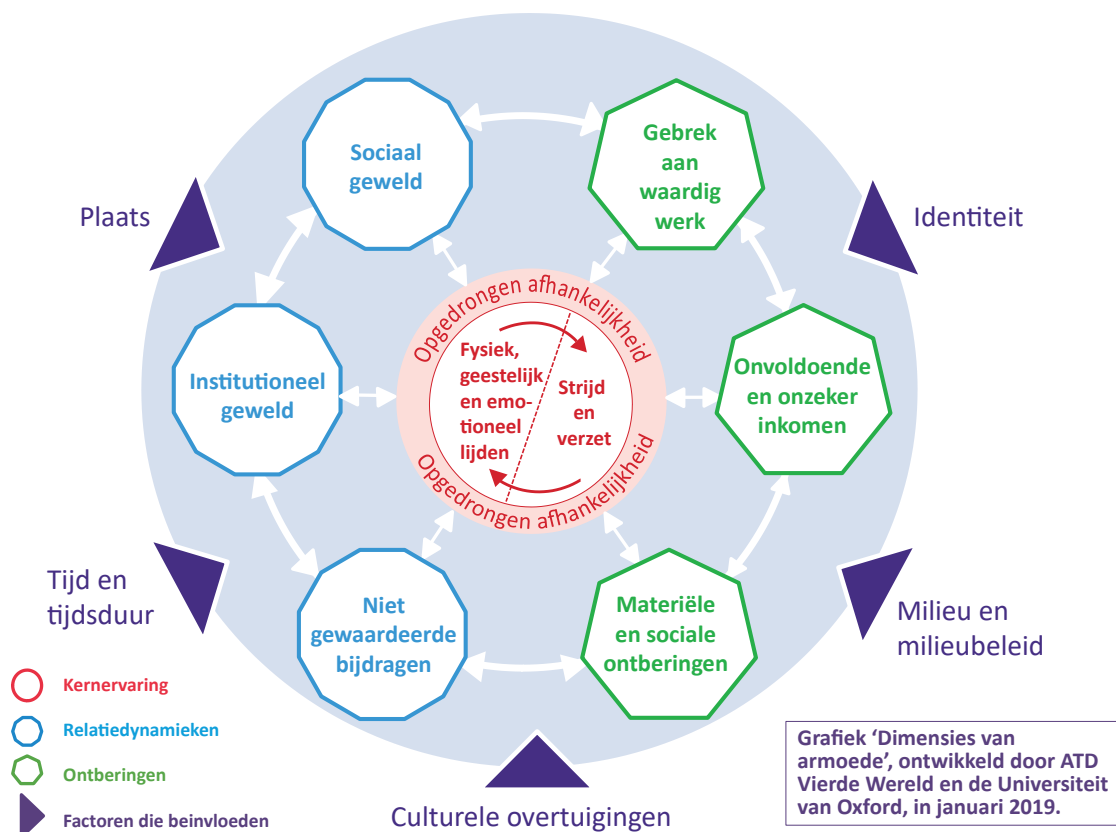 Sociaal
geweld
Gebrek
aan
waardig
werk
Plaats
Identiteit
Institutioneel
geweld
Opgedrongen afhankelijkheid
Fysiek,
geestelijk
en emo-
tioneel
lijden
Strijd
en
verzet
Opgedrongen afhankelijkheid
Onvoldoende
en onzeker
inkomen
Tijd en
tijdsduur
Niet
gewaardeerde
bijdragen
Materiële
en sociale
ontberingen
Milieu en
milieubeleid
Culturele overtuigingen
Kernervaring
Relatiedynamieken
Ontberingen
Factoren die beinvloeden
Grafiek ‘Dimensies van
armoede’, ontwikkeld door ATD
Vierde Wereld en de Universiteit
van Oxford, in januari 2019.